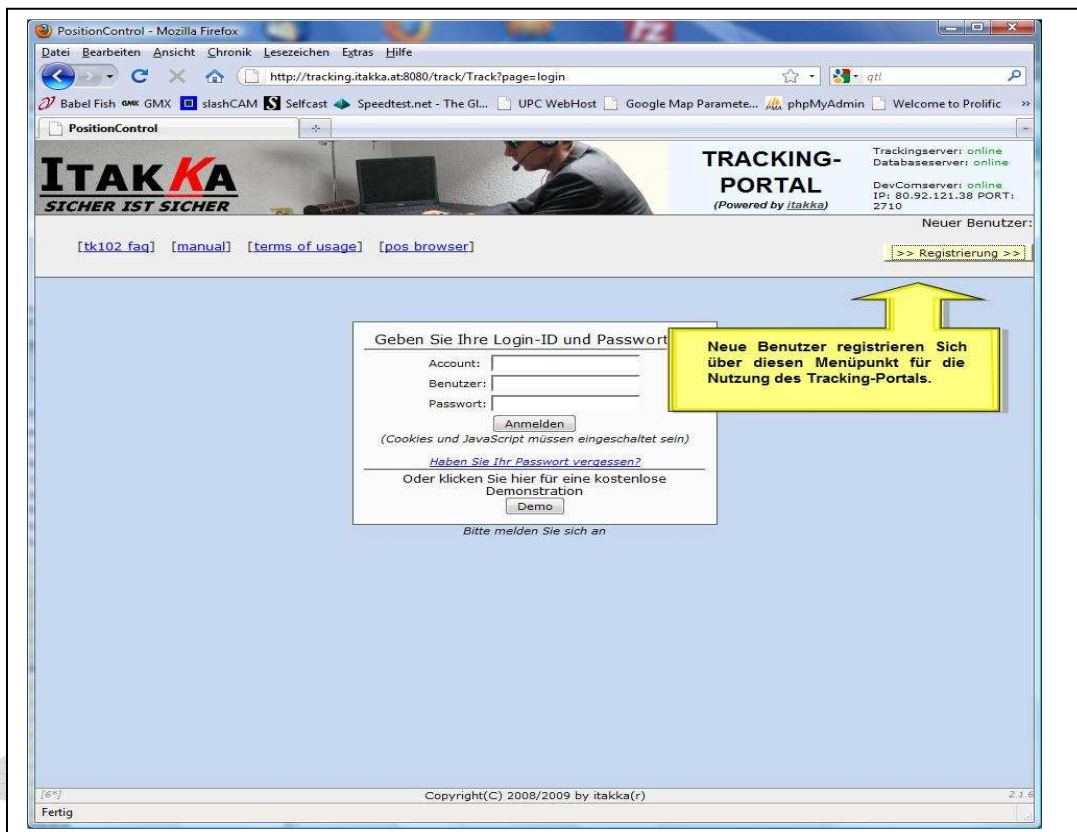 PositionControl - Mozilla Firefox
Datei Bearbeiten Ansicht Chronik Lesezeichen Extras Hilfe
http://tracking.itakka.at:8080/track/Track?page=login
qtl
Babel Fish GMX GMX slashCAM S Selfcast Speedtest.net - The Gl... UPC WebHost Google Map Paramete... PMA phpMyAdmin Welcome to Prolific »
PositionControl
ITAKKA
SICHER IST SICHER
TRACKING-
PORTAL
(Powered by itakka)
Trackingserver: online
Databaseserver: online
DevComserver: online
IP: 80.92.121.38 PORT:
2710
Neuer Benutzer:
[tk102 faq] [manual] [terms of usage] [pos browser]
>> Registrierung >>
Neue Benutzer registrieren Sich
über diesen Menüpunkt für die
Nutzung des Tracking-Portals.
Geben Sie Ihre Login-ID und Passwort
Account:
Benutzer:
Passwort:
Anmelden
(Cookies und JavaScript müssen eingeschaltet sein)
Haben Sie Ihr Passwort vergessen?
Oder klicken Sie hier für eine kostenlose
Demonstration
Demo
Bitte melden Sie sich an
[6*]
Copyright(C) 2008/2009 by itakka(r)
2.1.6
Fertig